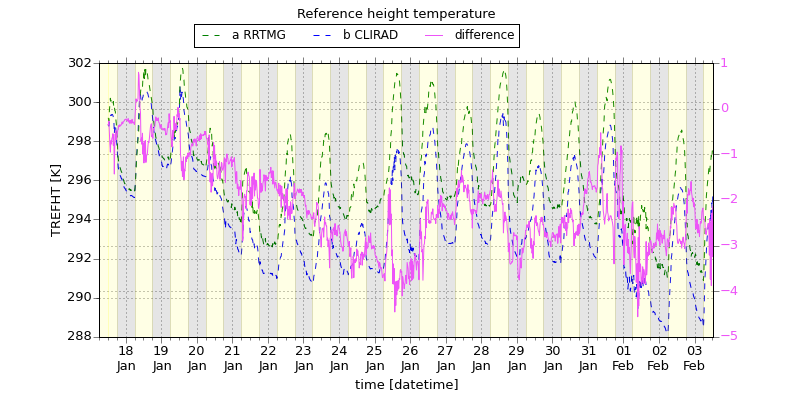 Reference height temperature
a RRTMG b CLIRAD difference
302
300
298
296
294
292
290
288
TREFHT [K]
1
0
−1
−2
−3
−4
−5
18 19 20 21 22 23 24 25 26 27 28 29 30 31 01 02 03
Jan Jan Jan Jan Jan Jan Jan Jan Jan Jan Jan Jan Jan Jan Feb Feb Feb
time [datetime]